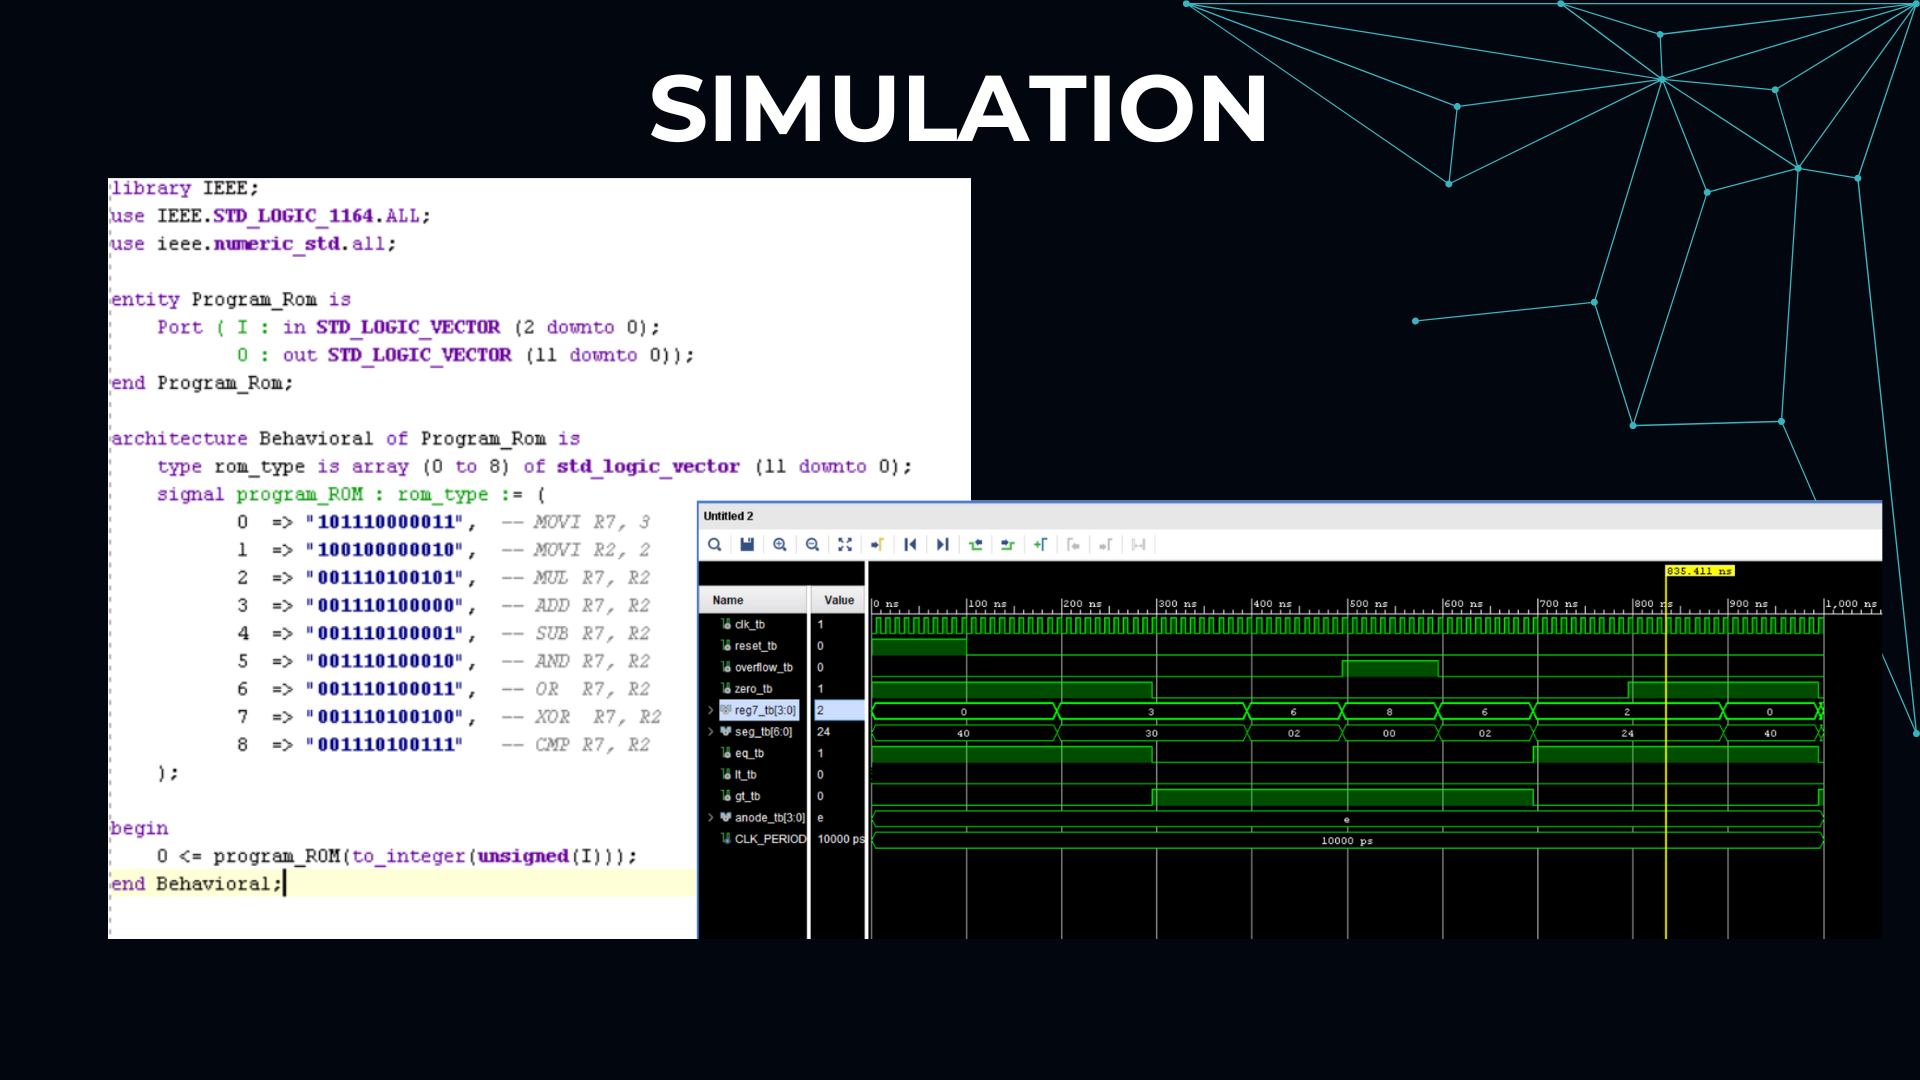 SIMULATION
library IEEE;
use IEEE.STD_LOGIC_1164.ALL;
use ieee.numeric_std.all;
entity Program_Rom is
Port ( I : in STD_LOGIC_VECTOR (2 downto 0);
O : out STD_LOGIC_VECTOR (11 downto 0));
end Program_Rom;
architecture Behavioral of Program_Rom is
type rom_type is array (0 to 8) of std_logic_vector (11 downto 0);
signal program_ROM : rom_type := (
0 => "101110000011", -- MOVI R7, 3
1 => "100100000010", -- MOVI R2, 2
2 => "001110100101", -- MUL R7, R2
3 => "001110100000", -- ADD R7, R2
4 => "001110100001", -- SUB R7, R2
5 => "001110100010", -- AND R7, R2
6 => "001110100011", -- OR R7, R2
7 => "001110100100", -- XOR R7, R2
8 => "001110100111" -- CMP R7, R2
);
begin
O <= program_ROM(to_integer(unsigned(I)));
end Behavioral;
Untitled 2
835.411 ns
Name Value 0 ns 100 ns 200 ns 300 ns 400 ns 500 ns 600 ns 700 ns 800 ns 900 ns 1,000 ns
clk_tb 1
reset_tb 0
overflow_tb 0
zero_tb 1
reg7_tb[3:0] 2 0 3 6 8 6 2 0
seg_tb[6:0] 24 40 30 02 00 02 24 40
eq_tb 1
lt_tb 0
gt_tb 0
anode_tb[3:0] e e
CLK_PERIOD 10000 ps 10000 ps